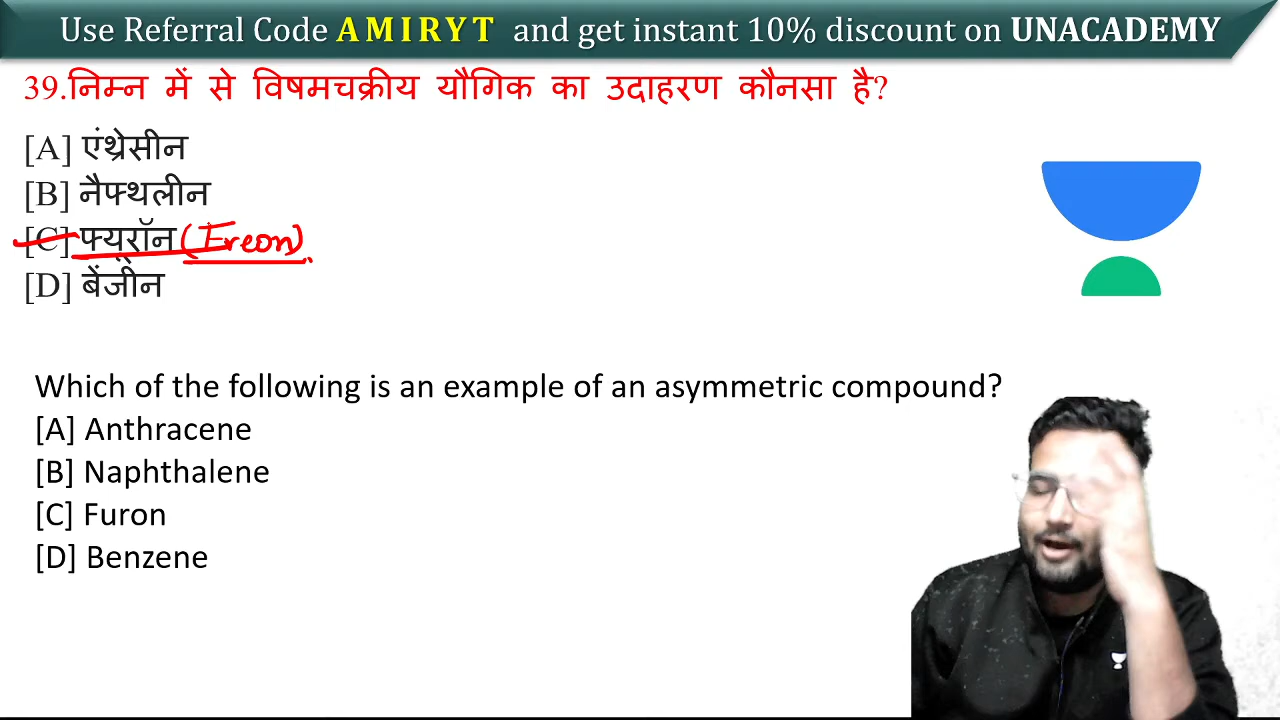 Use Referral Code AMIRYT and get instant 10% discount on UNACADEMY
39.निम्न में से विषमचक्रीय यौगिक का उदाहरण कौनसा है?
[A] एंथ्रेसीन
[B] नैफ्थलीन
[C] फ्यूरॉन (Freon)
[D] बेंजीन
Which of the following is an example of an asymmetric compound?
[A] Anthracene
[B] Naphthalene
[C] Furon
[D] Benzene